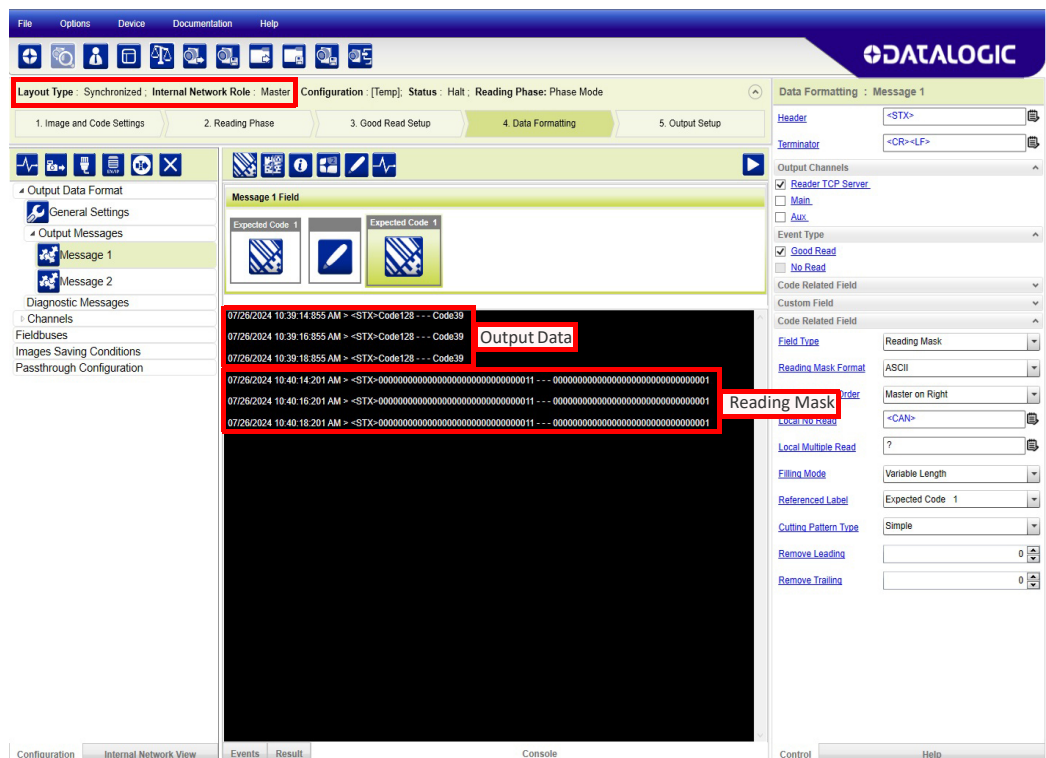 File Options Device Documentation Help
DATALOGIC
Layout Type : Synchronized ; Internal Network Role : Master Configuration : [Temp]; Status : Halt ; Reading Phase: Phase Mode
1. Image and Code Settings 2. Reading Phase 3. Good Read Setup 4. Data Formatting 5. Output Setup
Output Data Format
General Settings
Output Messages
Message 1
Message 2
Diagnostic Messages
Channels
Fieldbuses
Images Saving Conditions
Passthrough Configuration
Message 1 Field
Expected Code 1 Expected Code 1
07/26/2024 10:39:14:855 AM > <STX>Code128 - - - Code39
07/26/2024 10:39:16:855 AM > <STX>Code128 - - - Code39
07/26/2024 10:39:18:855 AM > <STX>Code128 - - - Code39
Output Data
07/26/2024 10:40:14:201 AM > <STX>00000000000000000000000000000011 - - - 00000000000000000000000000000001
07/26/2024 10:40:16:201 AM > <STX>00000000000000000000000000000011 - - - 00000000000000000000000000000001
07/26/2024 10:40:18:201 AM > <STX>00000000000000000000000000000011 - - - 00000000000000000000000000000001
Reading Mask
Data Formatting : Message 1
Header <STX>
Terminator <CR><LF>
Output Channels
Reader TCP Server
Main
Aux
Event Type
Good Read
No Read
Code Related Field
Custom Field
Code Related Field
Field Type Reading Mask
Reading Mask Format ASCII
Order Master on Right
Local No Read <CAN>
Local Multiple Read ?
Filling Mode Variable Length
Referenced Label Expected Code 1
Cutting Pattern Type Simple
Remove Leading 0
Remove Trailing 0
Configuration Internal Network View Events Result Console Control Help